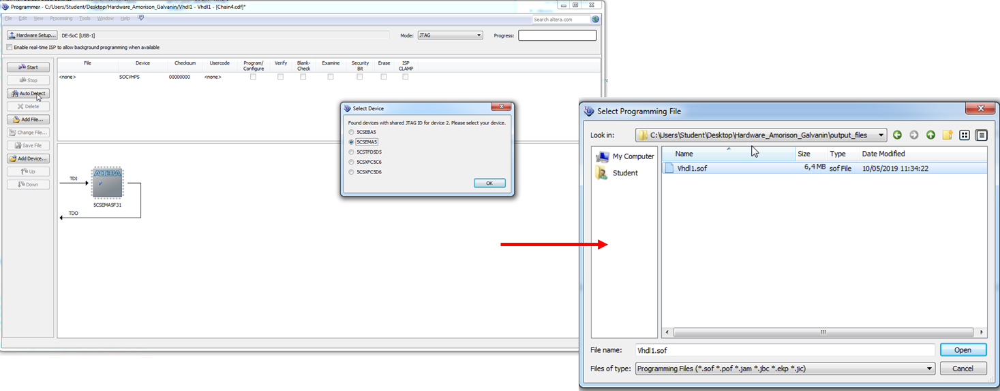 Programmer - C:/Users/Student/Desktop/Hardware_Amorison_Galvanin/Vhdl1 - Vhdl1 - [Chain4.cdf]*
File Edit View Processing Tools Window Help
Search altera.com
Hardware Setup... DE-SoC [USB-1] Mode: JTAG Progress:
Enable real-time ISP to allow background programming when available
Start
Stop
Auto Detect
Delete
Add File...
Change File...
Save File
Add Device...
Up
Down
File Device Checksum Usercode Program/ Configure Verify Blank- Check Examine Security Bit Erase ISP CLAMP
<none> SOCVHPS 00000000 <none>
TDI
ALTERA
5CSEMA5F31
TDO
Select Device
Found devices with shared JTAG ID for device 2. Please select your device.
5CSEBA5
5CSEMA5
5CSTFD5D5
5CSXFC5C6
5CSXFC5D6
OK
Select Programming File
Look in: C:\Users\Student\Desktop\Hardware_Amorison_Galvanin\output_files
My Computer
Student
Name Size Type Date Modified
Vhdl1.sof 6,4 MB sof File 10/05/2019 11:34:22
File name: Vhdl1.sof Open
Files of type: Programming Files (*.sof *.pof *.jam *.jbc *.ekp *.jic) Cancel